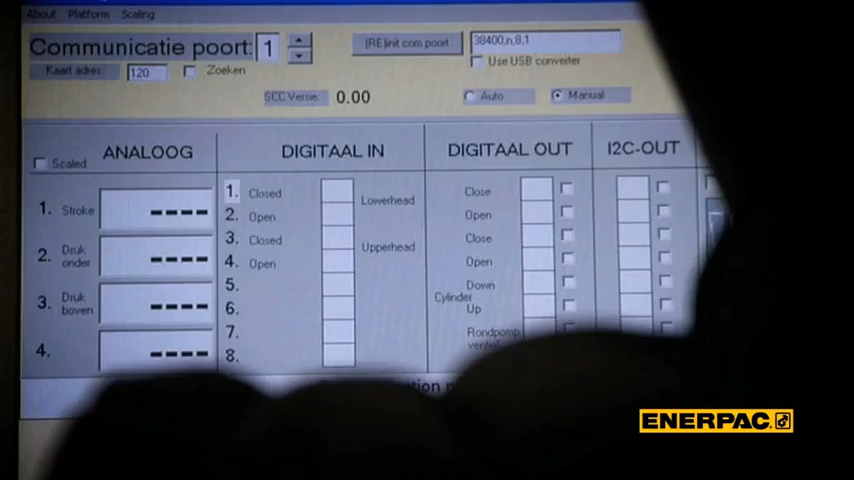 About Platform Scaling
Communicatie poort: 1
(RE)init com poort
38400,n,8,1
Kaart adres: 120 Zoeken
Use USB converter
SCC Versie: 0.00
Auto Manual
Scaled ANALOOG DIGITAAL IN DIGITAAL OUT I2C-OUT
1. Stroke ----
2. Druk onder ----
3. Druk boven ----
4. ----
1. Closed
2. Open
Lowerhead
3. Closed
4. Open
Upperhead
5.
6.
7.
8.
Close
Open
Close
Open
Down
Cylinder
Up
Rondpomp
ENERPAC